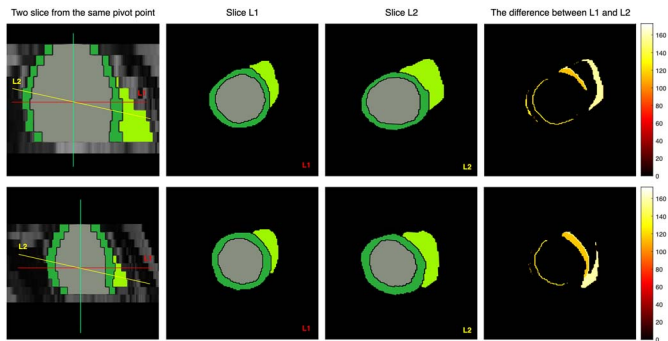 Two slice from the same pivot point
Slice L1
Slice L2
The difference between L1 and L2
L2
L1
L1
L2
160
140
120
100
80
60
40
20
0
L2
L1
L1
L2
160
140
120
100
80
60
40
20
0